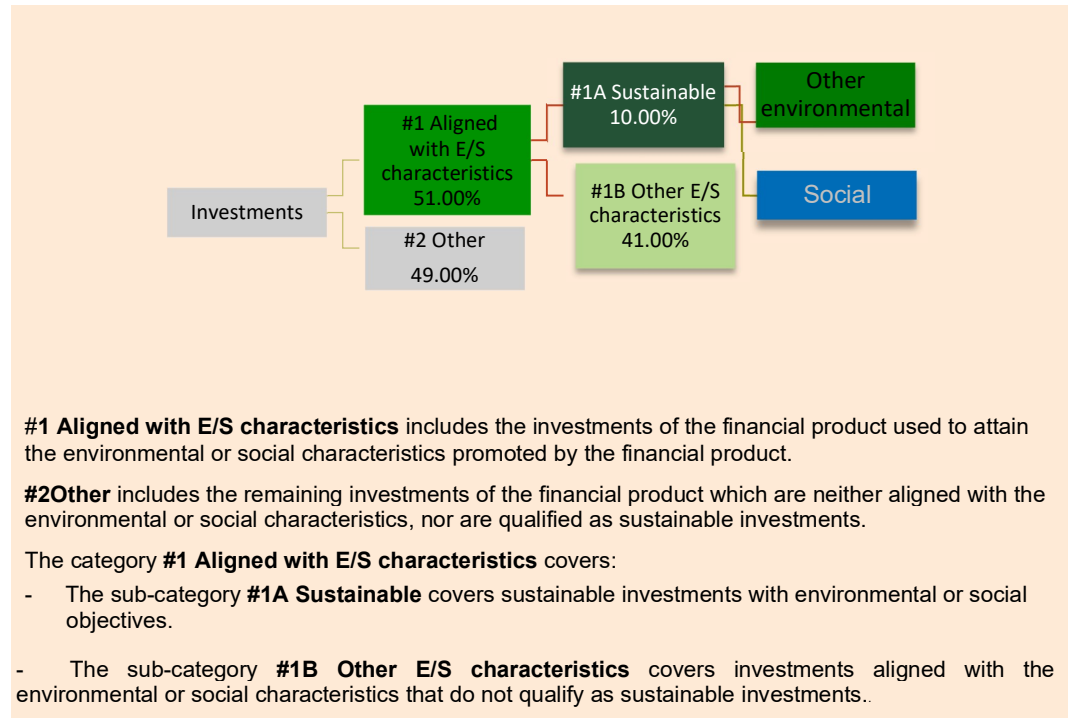 Investments
#1 Aligned
with E/S
characteristics
51.00%
#2 Other
49.00%
#1A Sustainable
10.00%
#1B Other E/S
characteristics
41.00%
Other
environmental
Social
#1 Aligned with E/S characteristics includes the investments of the financial product used to attain
the environmental or social characteristics promoted by the financial product.
#2Other includes the remaining investments of the financial product which are neither aligned with the
environmental or social characteristics, nor are qualified as sustainable investments.
The category #1 Aligned with E/S characteristics covers:
- The sub-category #1A Sustainable covers sustainable investments with environmental or social
objectives.
- The sub-category #1B Other E/S characteristics covers investments aligned with the
environmental or social characteristics that do not qualify as sustainable investments..